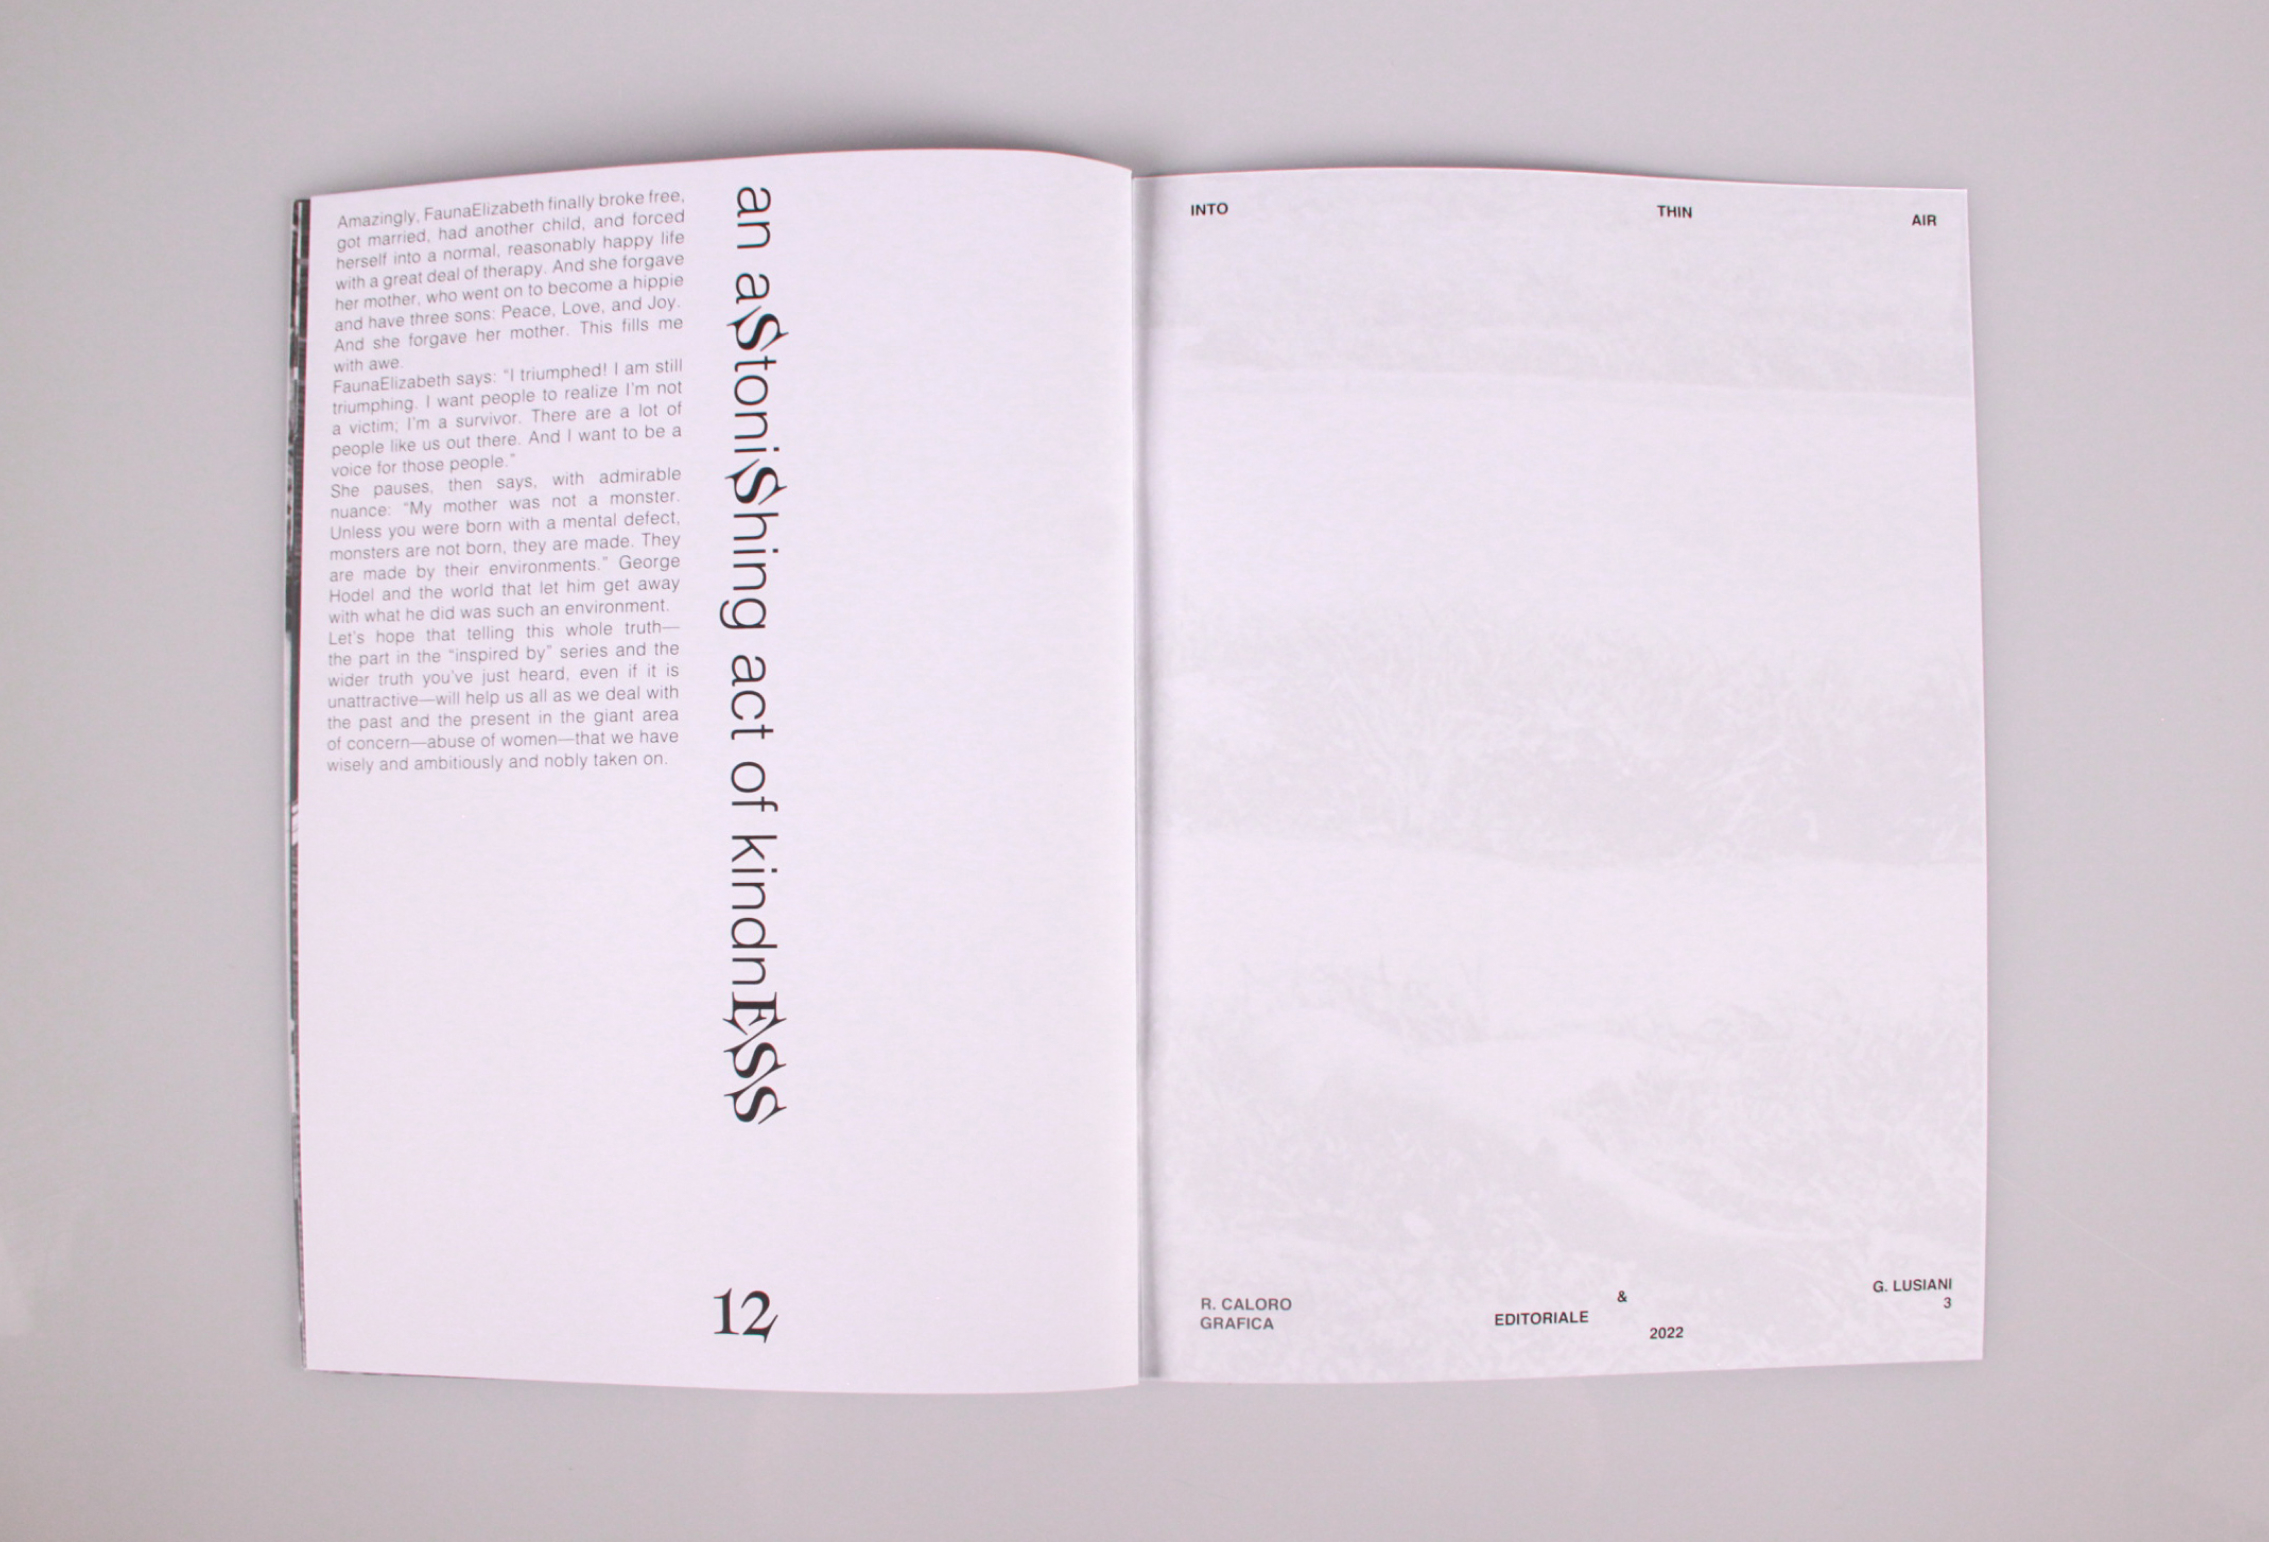 Amazingly, FaunaElizabeth finally broke free,
got married, had another child, and forced
herself into a normal, reasonably happy life
with a great deal of therapy. And she forgave
her mother, who went on to become a hippie
and have three sons: Peace, Love, and Joy.
And she forgave her mother. This fills me
with awe.
FaunaElizabeth says: “I triumphed! I am still
triumphing. I want people to realize I’m not
a victim; I’m a survivor. There are a lot of
people like us out there. And I want to be a
voice for those people.”
She pauses, then says, with admirable
nuance: “My mother was not a monster.
Unless you were born with a mental defect,
monsters are not born, they are made. They
are made by their environments.” George
Hodel and the world that let him get away
with what he did was such an environment.
Let’s hope that telling this whole truth—
the part in the “inspired by” series and the
wider truth you’ve just heard, even if it is
unattractive—will help us all as we deal with
the past and the present in the giant area
of concern—abuse of women—that we have
wisely and ambitiously and nobly taken on.
an aStoniShing act of kindnESS
12
INTO THIN AIR
R. CALORO & G. LUSIANI
GRAFICA EDITORIALE 3
2022